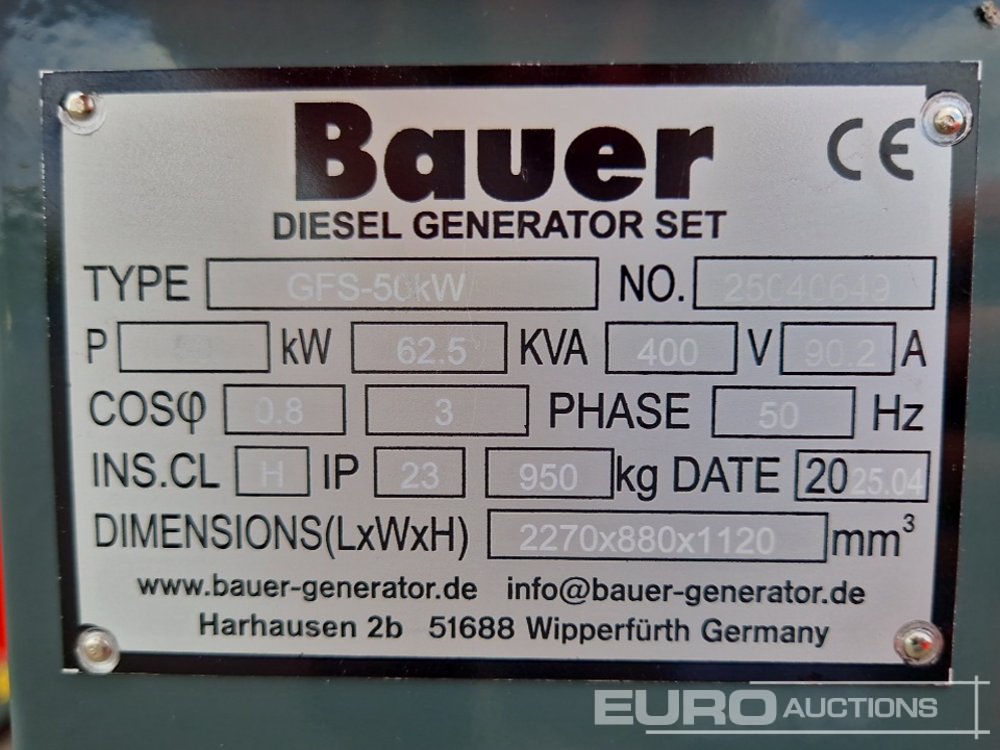 Bauer CE
DIESEL GENERATOR SET
TYPE GFS-50kW NO. 25040649
P 50 kW 62.5 KVA 400 V 90.2 A
COSφ 0.8 3 PHASE 50 Hz
INS.CL H IP 23 950 kg DATE 2025.04
DIMENSIONS(LxWxH) 2270x880x1120 mm³
www.bauer-generator.de info@bauer-generator.de
Harhausen 2b 51688 Wipperfürth Germany
EURO AUCTIONS